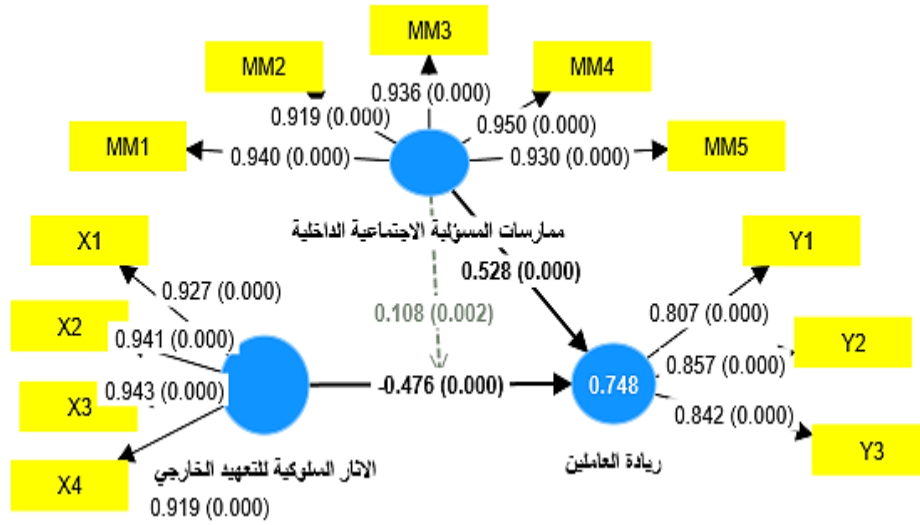 MM3
MM2
MM4
0.936 (0.000)
0.919 (0.000)
0.950 (0.000)
MM1
0.940 (0.000)
0.930 (0.000)
MM5
ممارسات المسزلية الاجتماعية الداخلية
X1
Y1
0.528 (0.000)
0.927 (0.000)
0.108 (0.002)
0.807 (0.000)
X2
0.941 (0.000)
Y2
0.857 (0.000)
0.943 (0.000)
-0.476 (0.000)
0.748
X3
0.842 (0.000)
Y3
الاثار السلوكية للتعهيد الخارجي
ريادة العاملين
X4
0.919 (0.000)